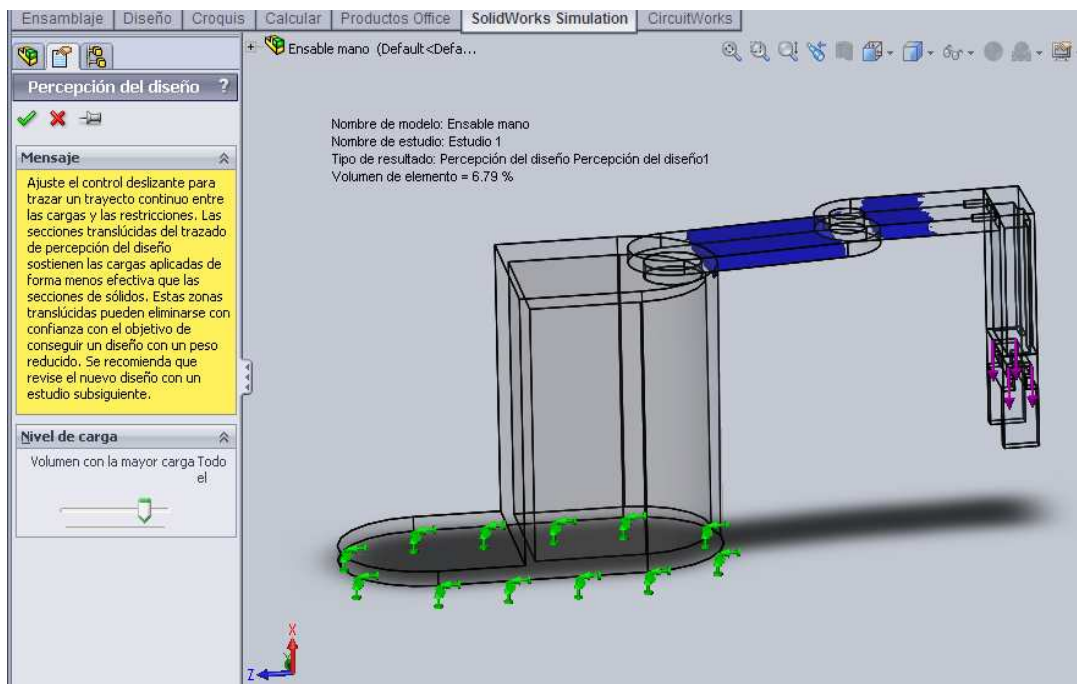 Ensamblaje Diseño Croquis Calcular Productos Office SolidWorks Simulation CircuitWorks
Ensable mano (Default<Defa...
Percepción del diseño ?
Mensaje
Ajuste el control deslizante para
trazar un trayecto continuo entre
las cargas y las restricciones. Las
secciones translúcidas del trazado
de percepción del diseño
sostienen las cargas aplicadas de
forma menos efectiva que las
secciones de sólidos. Estas zonas
translúcidas pueden eliminarse con
confianza con el objetivo de
conseguir un diseño con un peso
reducido. Se recomienda que
revise el nuevo diseño con un
estudio subsiguiente.
Nivel de carga
Volumen con la mayor carga Todo
el
Nombre de modelo: Ensable mano
Nombre de estudio: Estudio 1
Tipo de resultado: Percepción del diseño Percepción del diseño1
Volumen de elemento = 6.79 %
X
Z